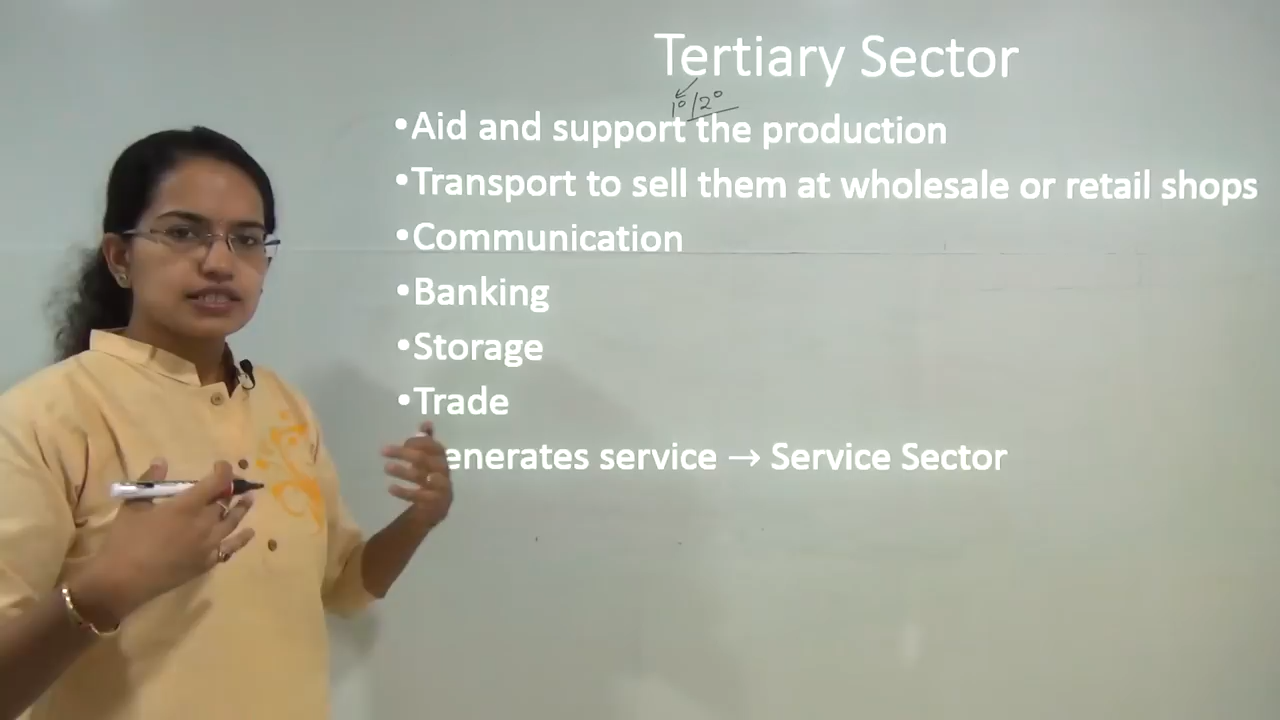 Tertiary Sector
1°/2°
•Aid and support the production
•Transport to sell them at wholesale or retail shops
•Communication
•Banking
•Storage
•Trade
enerates service → Service Sector